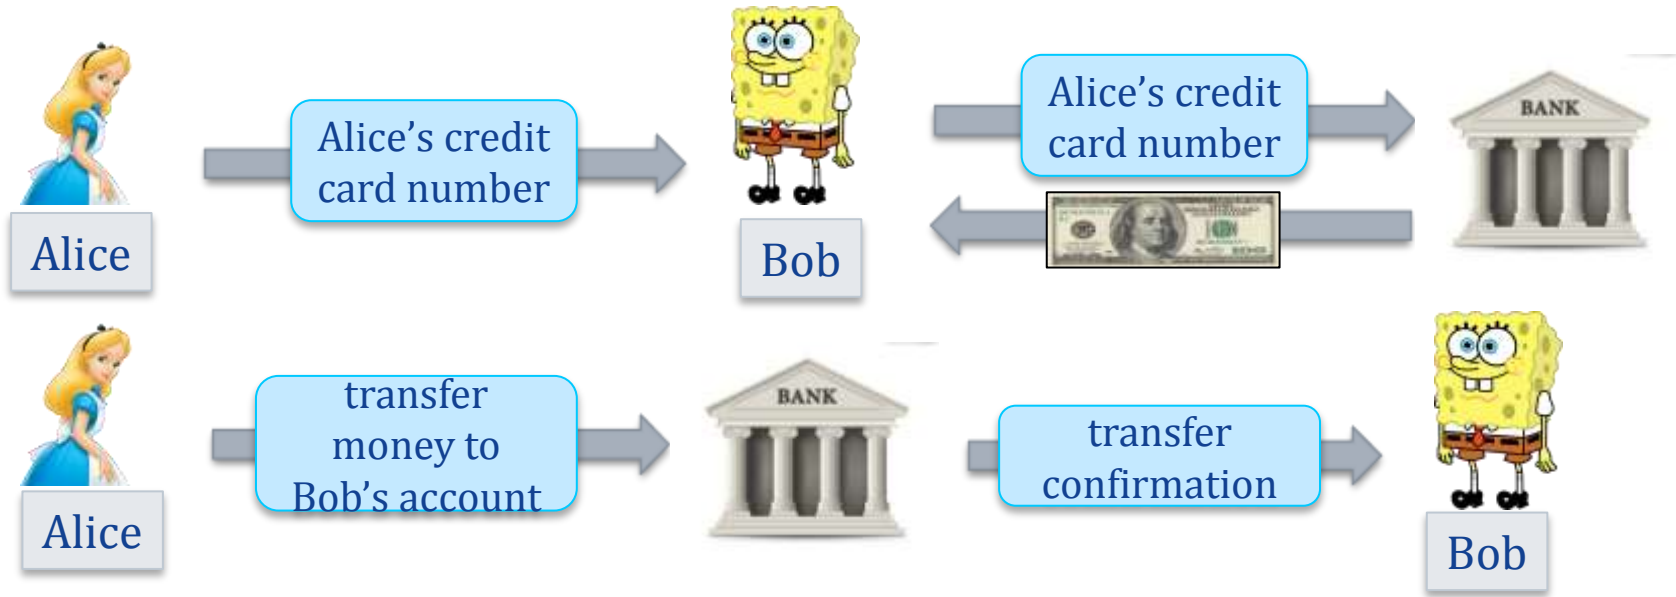 Alice's credit
card number
Alice
Bob
Alice's credit
card number
BANK
transfer
money to
Bob's account
Alice
BANK
transfer
confirmation
Bob